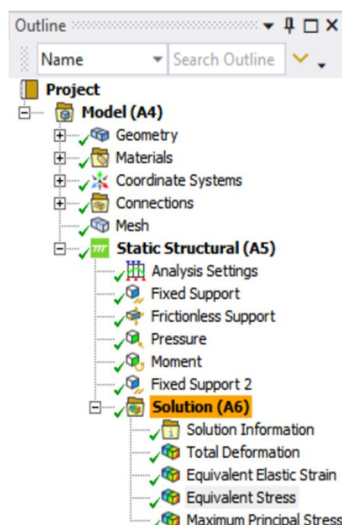 Outline
Name Search Outline
Project
Model (A4)
Geometry
Materials
Coordinate Systems
Connections
Mesh
Static Structural (A5)
Analysis Settings
Fixed Support
Frictionless Support
Pressure
Moment
Fixed Support 2
Solution (A6)
Solution Information
Total Deformation
Equivalent Elastic Strain
Equivalent Stress
Maximum Principal Stress